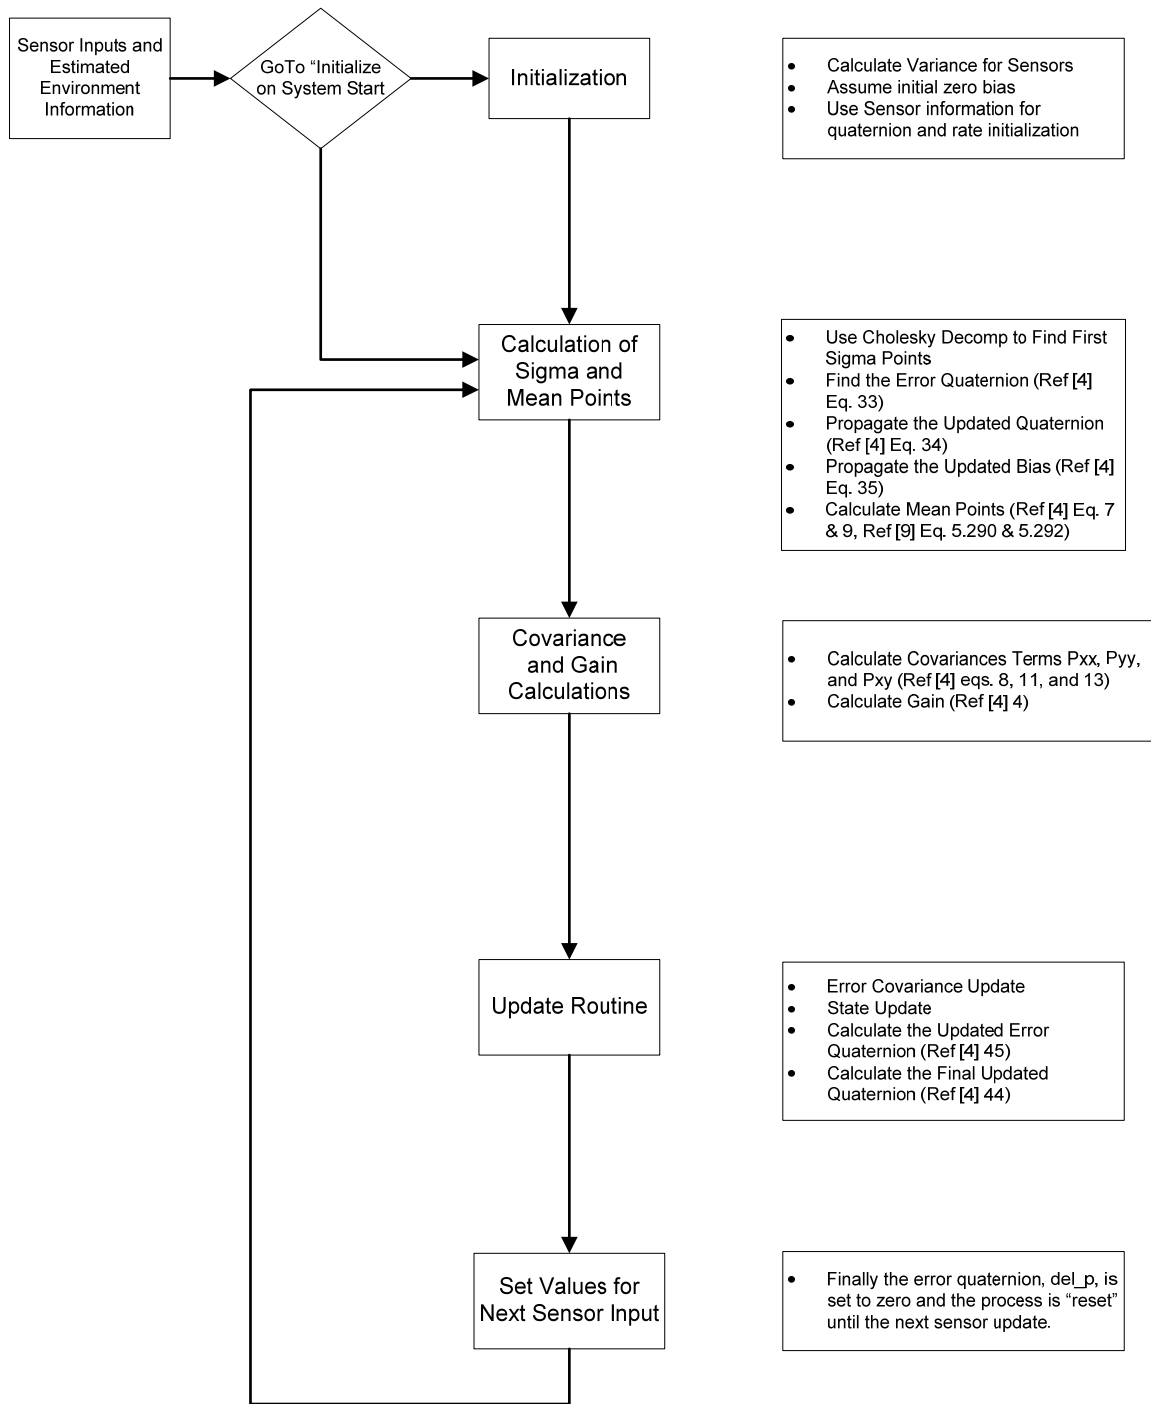 Sensor Inputs and
Estimated
Environment
Information
GoTo “Initialize
on System Start
Initialization
• Calculate Variance for Sensors
• Assume initial zero bias
• Use Sensor information for
quaternion and rate initialization
Calculation of
Sigma and
Mean Points
• Use Cholesky Decomp to Find First
Sigma Points
• Find the Error Quaternion (Ref [4]
Eq. 33)
• Propagate the Updated Quaternion
(Ref [4] Eq. 34)
• Propagate the Updated Bias (Ref [4]
Eq. 35)
• Calculate Mean Points (Ref [4] Eq. 7
& 9, Ref [9] Eq. 5.290 & 5.292)
Covariance
and Gain
Calculations
• Calculate Covariances Terms Pxx, Pyy,
and Pxy (Ref [4] eqs. 8, 11, and 13)
• Calculate Gain (Ref [4] 4)
Update Routine
• Error Covariance Update
• State Update
• Calculate the Updated Error
Quaternion (Ref [4] 45)
• Calculate the Final Updated
Quaternion (Ref [4] 44)
Set Values for
Next Sensor Input
• Finally the error quaternion, del_p, is
set to zero and the process is “reset”
until the next sensor update.